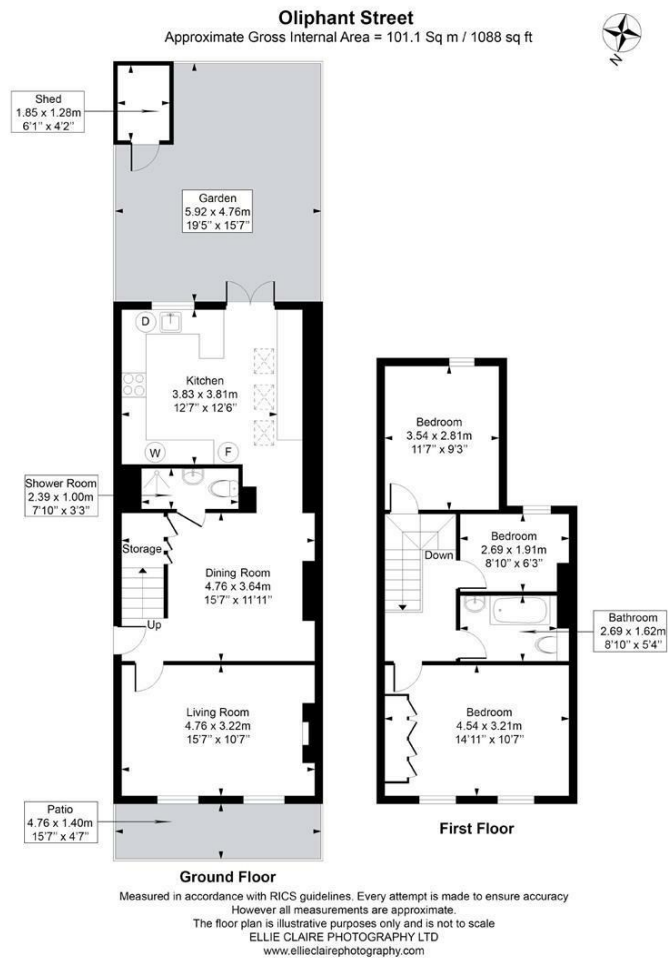 Oliphant Street
Approximate Gross Internal Area = 101.1 Sq m / 1088 sq ft
N
Shed
1.85 x 1.28m
6'1" x 4'2"
Garden
5.92 x 4.76m
19'5" x 15'7"
D
Kitchen
3.83 x 3.81m
12'7" x 12'6"
W
F
Shower Room
2.39 x 1.00m
7'10" x 3'3"
Storage
Dining Room
4.76 x 3.64m
15'7" x 11'11"
Up
Living Room
4.76 x 3.22m
15'7" x 10'7"
Patio
4.76 x 1.40m
15'7" x 4'7"
Ground Floor
Bedroom
3.54 x 2.81m
11'7" x 9'3"
Down
Bedroom
2.69 x 1.91m
8'10" x 6'3"
Bathroom
2.69 x 1.62m
8'10" x 5'4"
Bedroom
4.54 x 3.21m
14'11" x 10'7"
First Floor
Measured in accordance with RICS guidelines. Every attempt is made to ensure accuracy
However all measurements are approximate.
The floor plan is illustrative purposes only and is not to scale
ELLIE CLAIRE PHOTOGRAPHY LTD
www.ellieclairephotography.com